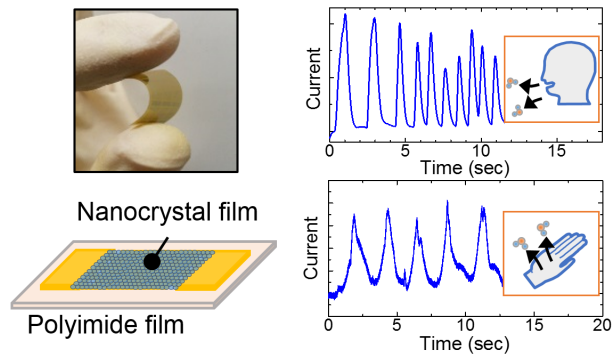 Nanocrystal film
Polyimide film
Current
0 5 10 15
Time (sec)
Current
0 5 10 15 20
Time (sec)